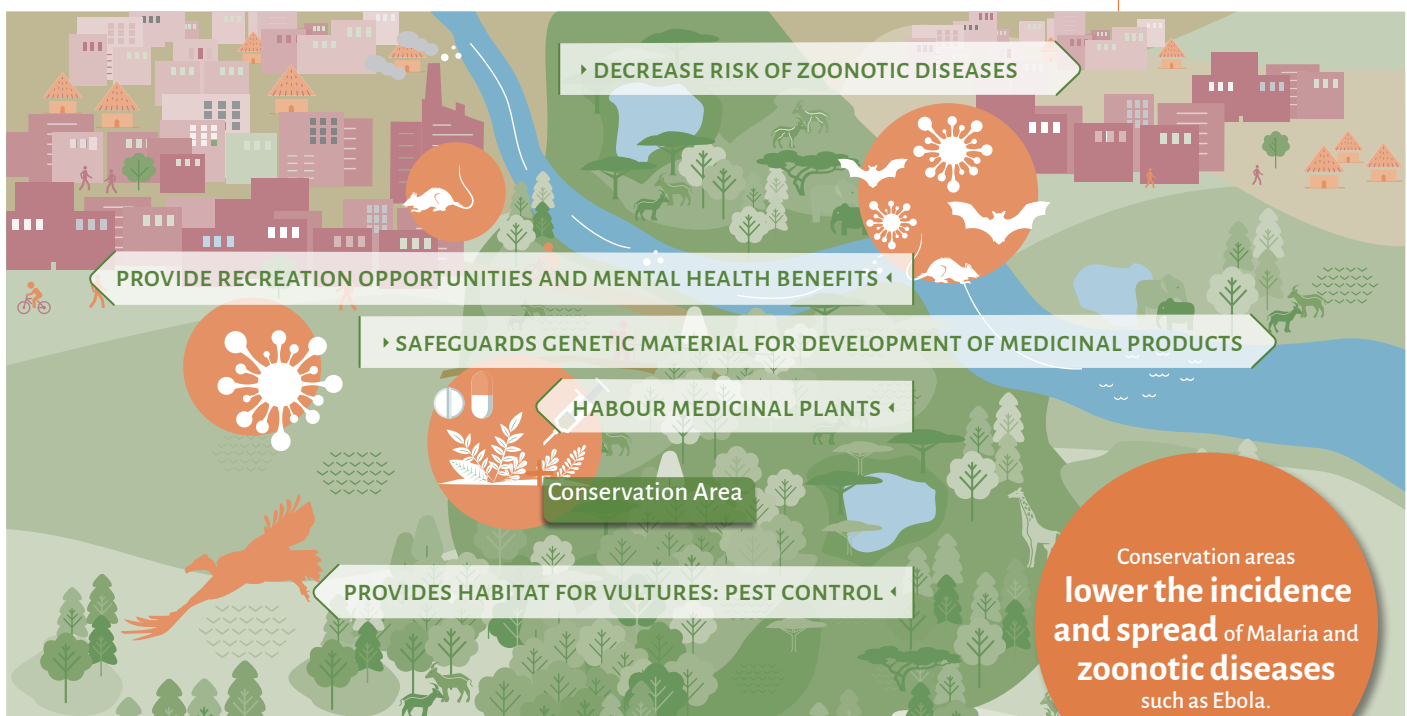 DECREASE RISK OF ZOONOTIC DISEASES
PROVIDE RECREATION OPPORTUNITIES AND MENTAL HEALTH BENEFITS
SAFEGUARDS GENETIC MATERIAL FOR DEVELOPMENT OF MEDICINAL PRODUCTS
HABOUR MEDICINAL PLANTS
Conservation Area
PROVIDES HABITAT FOR VULTURES: PEST CONTROL
Conservation areas
lower the incidence
and spread of Malaria and
zoonotic diseases
such as Ebola.